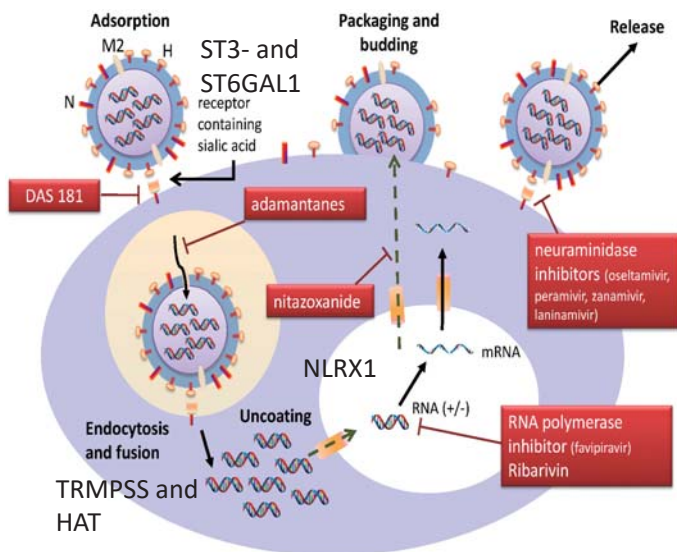 Adsorption
M2
H
N
ST3- and
ST6GAL1
receptor
containing
sialic acid
Packaging and
budding
Release
DAS 181
adamantanes
nitazoxanide
neuraminidase
inhibitors (oseltamivir,
peramivir, zanamivir,
laninamivir)
NLRX1
mRNA
RNA (+/-)
Endocytosis
and fusion
Uncoating
RNA polymerase
inhibitor (favipiravir)
Ribarivin
TRMPSS and
HAT